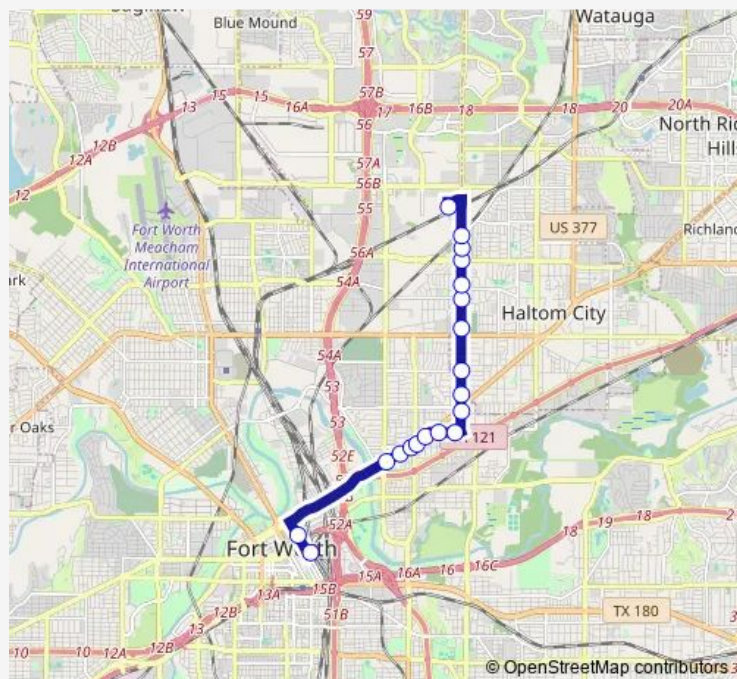 59
Watauga
Blue Mound
57
57B
13
15
15
16A
17
16B
18
18
20
20A
56
12B
12A
57A
North Ric
Hills
12
56B
55
Fort Worth
Meacham
International
Airport
US 377
Richland
56A
54A
ark
Haltom City
54A
53
r Oaks
53
121
52E
52A
18
19
20
Fort Worth
18
16C
16A
15A
15B
13A
12B
13
51B
TX 180
10
10
12A
© OpenStreetMap contributors